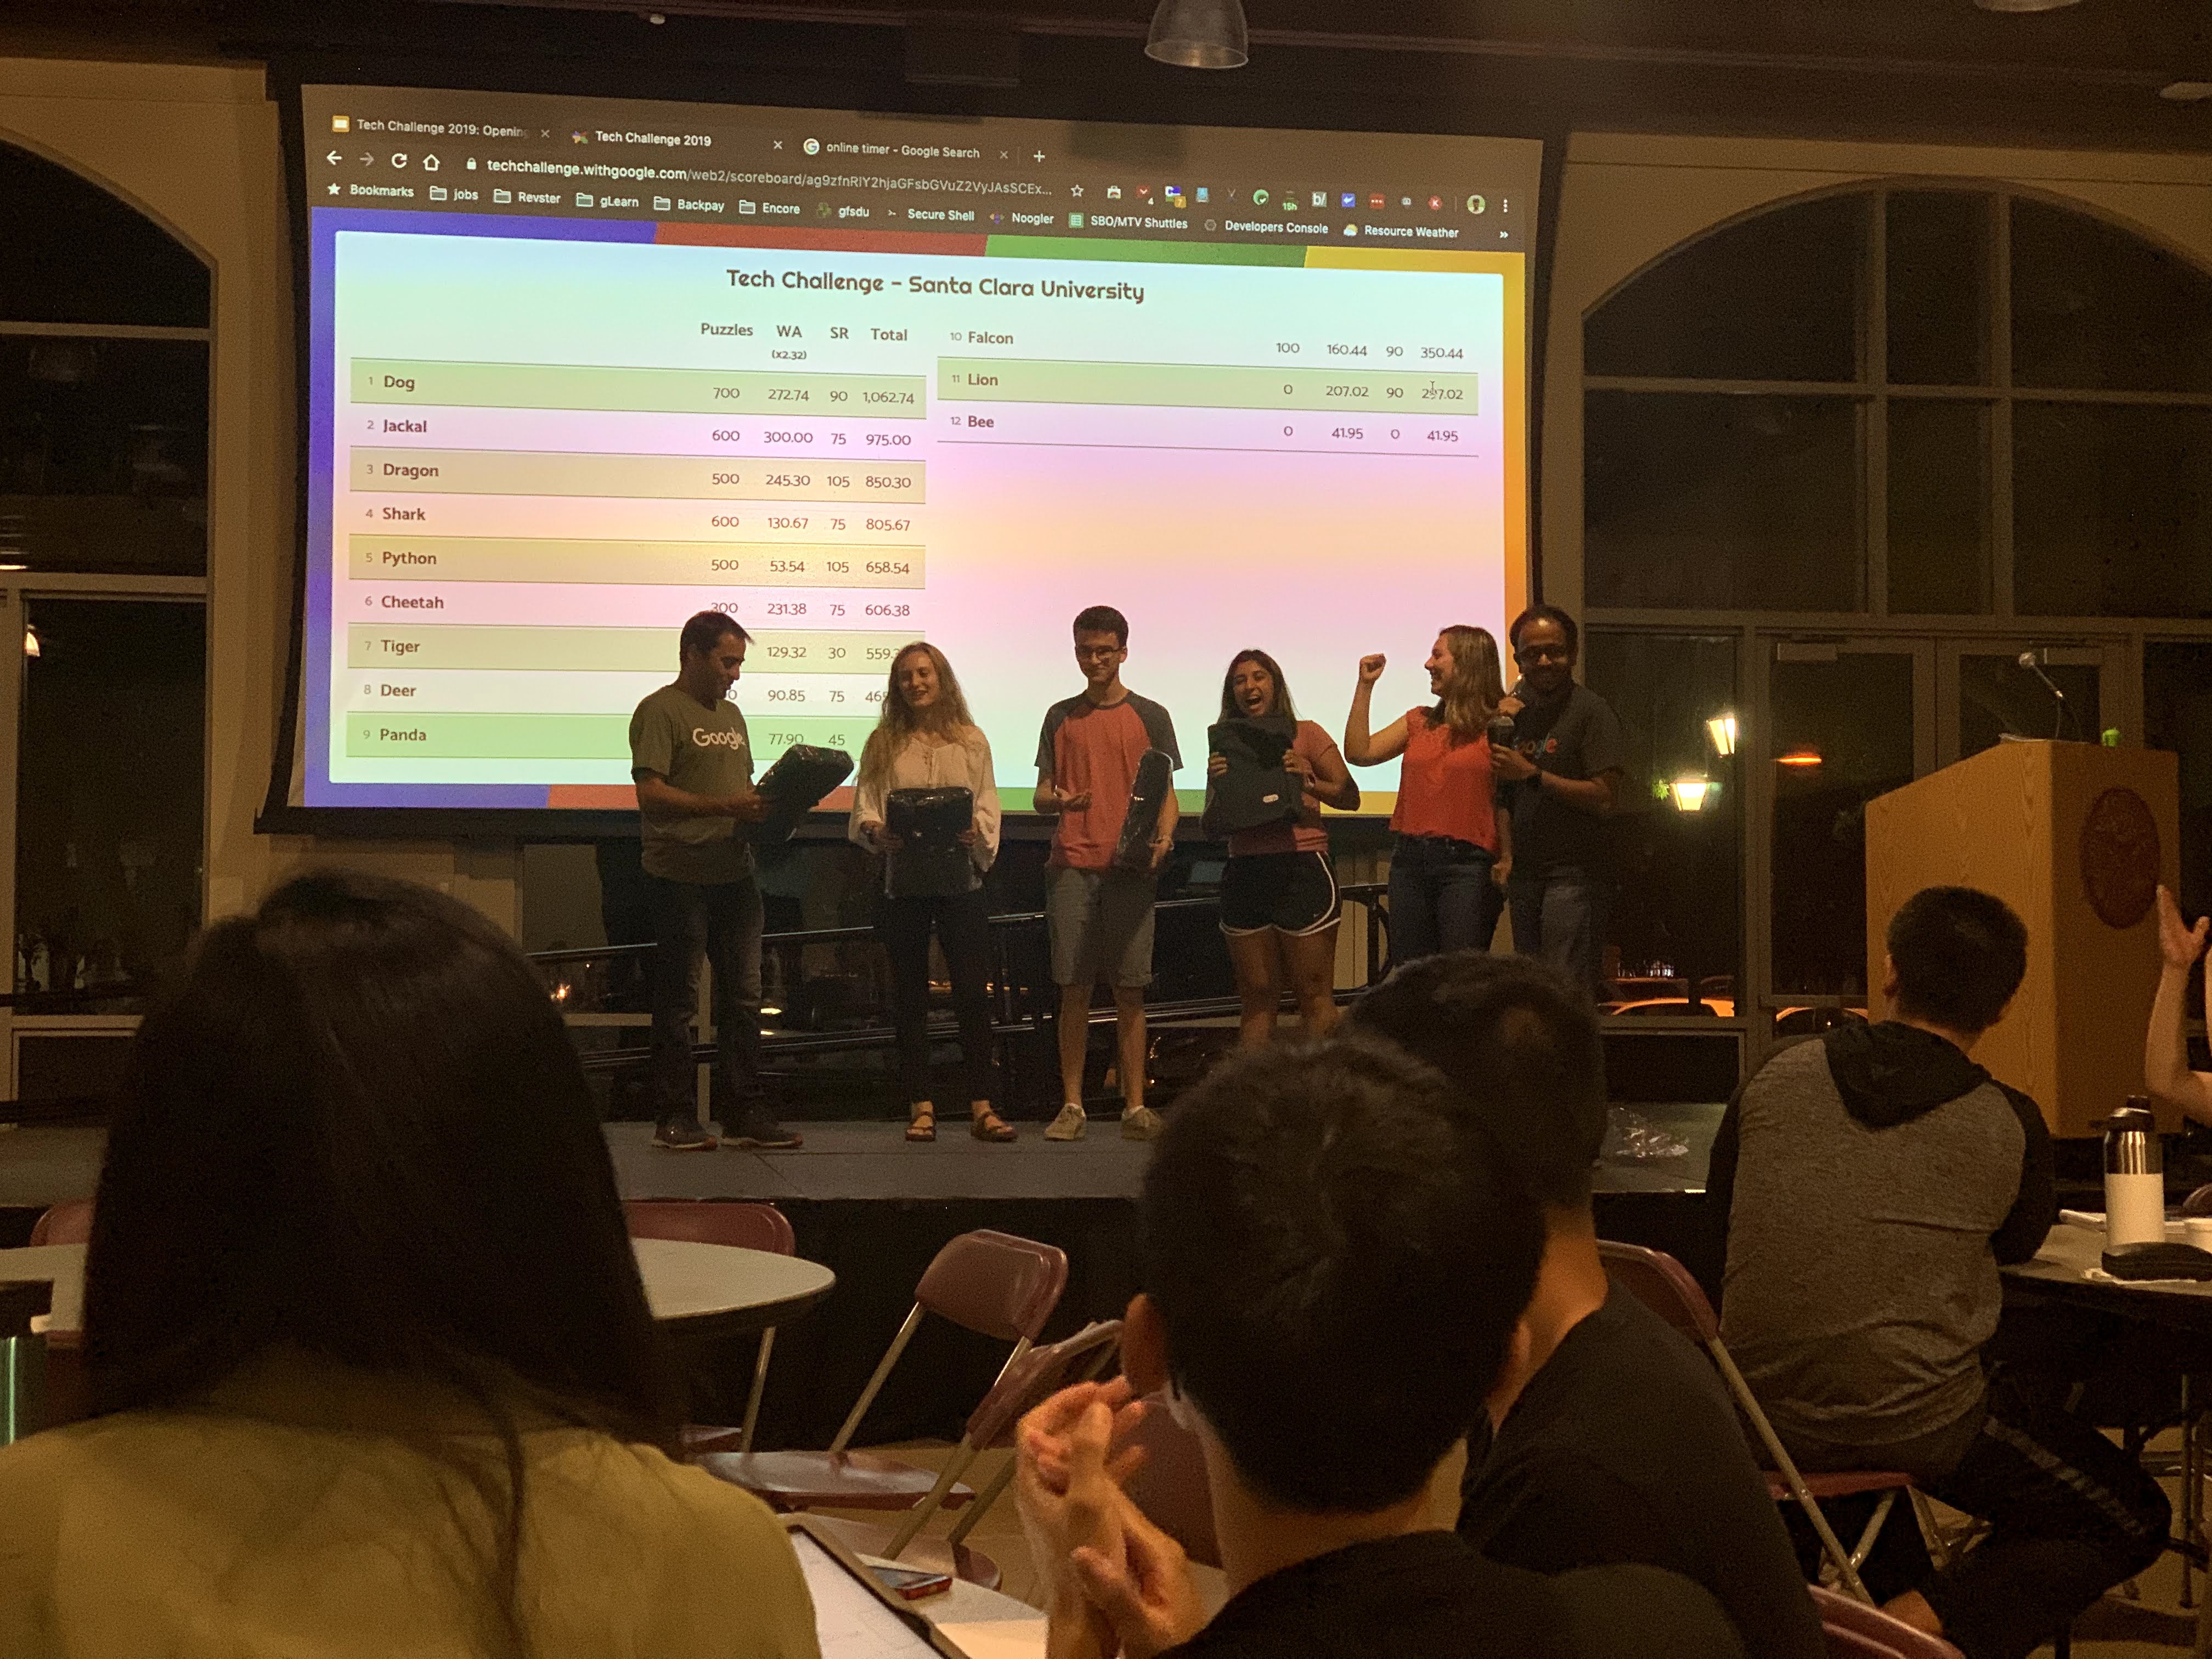 Tech Challenge 2019: Opening
Tech Challenge 2019
online timer - Google Search
techchallenge.withgoogle.com/web2/scoreboard/ag9zfnRlY2hjaGFsbGVuZ2VyJAsSCEx...
Bookmarks jobs Revster gLearn Backpay Encore gfsdu Secure Shell Noogler SBO/MTV Shuttles Developers Console Resource Weather »
Tech Challenge - Santa Clara University
Puzzles WA SR Total
(x2.32)
1 Dog 700 272.74 90 1,062.74
2 Jackal 600 300.00 75 975.00
3 Dragon 500 245.30 105 850.30
4 Shark 600 130.67 75 805.67
5 Python 500 53.54 105 658.54
6 Cheetah 300 231.38 75 606.38
7 Tiger 129.32 30 559.
8 Deer 90.85 75 46
9 Panda 77.90 45
10 Falcon 100 160.44 90 350.44
11 Lion 0 207.02 90 297.02
12 Bee 0 41.95 0 41.95
Google